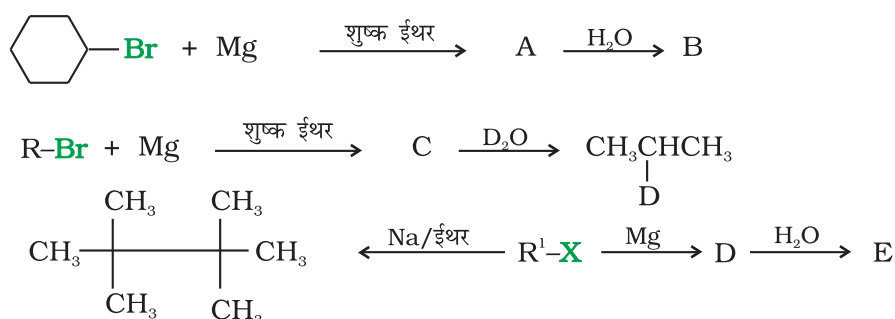 Br + Mg शुष्क ईथर A H₂O B
R–Br + Mg शुष्क ईथर C D₂O CH₃CHCH₃
D
CH₃ CH₃
CH₃ CH₃ Na/ईथर R¹–X Mg D H₂O E
CH₃ CH₃